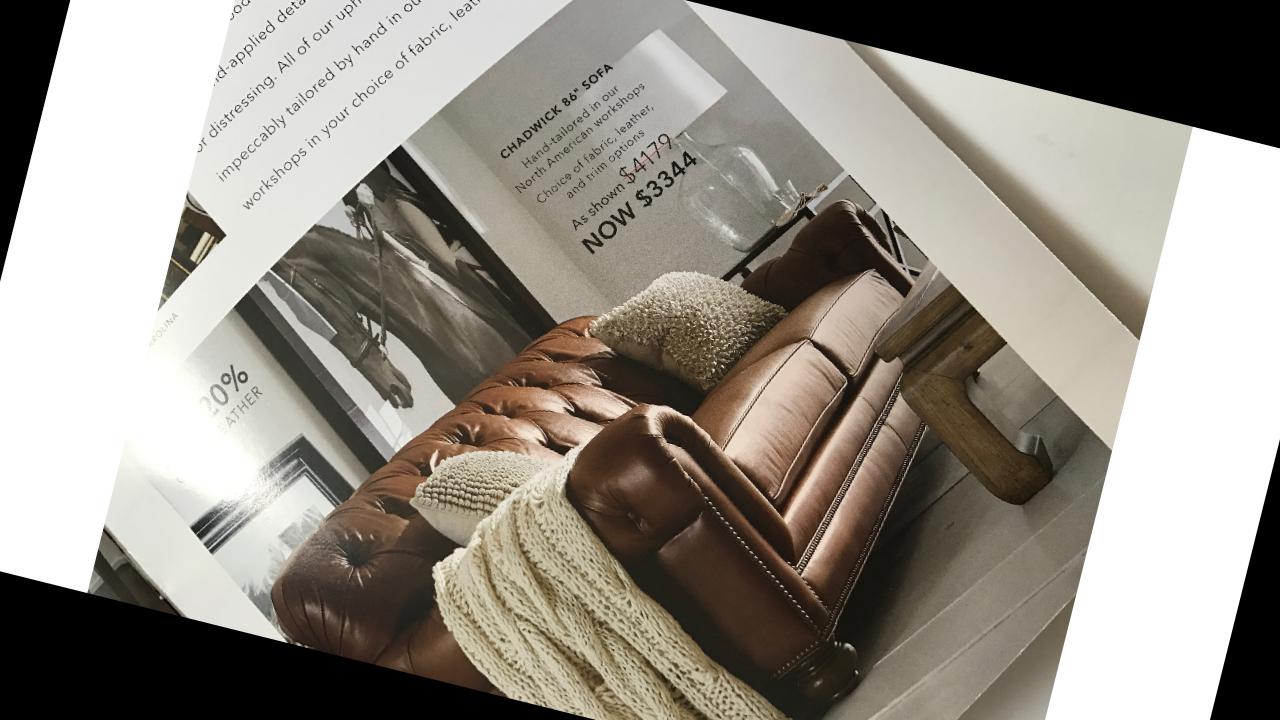 d-applied deta
or distressing. All of our uph
impeccably tailored by hand in ou
workshops in your choice of fabric, leat
CHADWICK 86" SOFA
Hand-tailored in our
North American workshops
Choice of fabric, leather,
and trim options
As shown $4179
NOW $3344
20%
ATHER